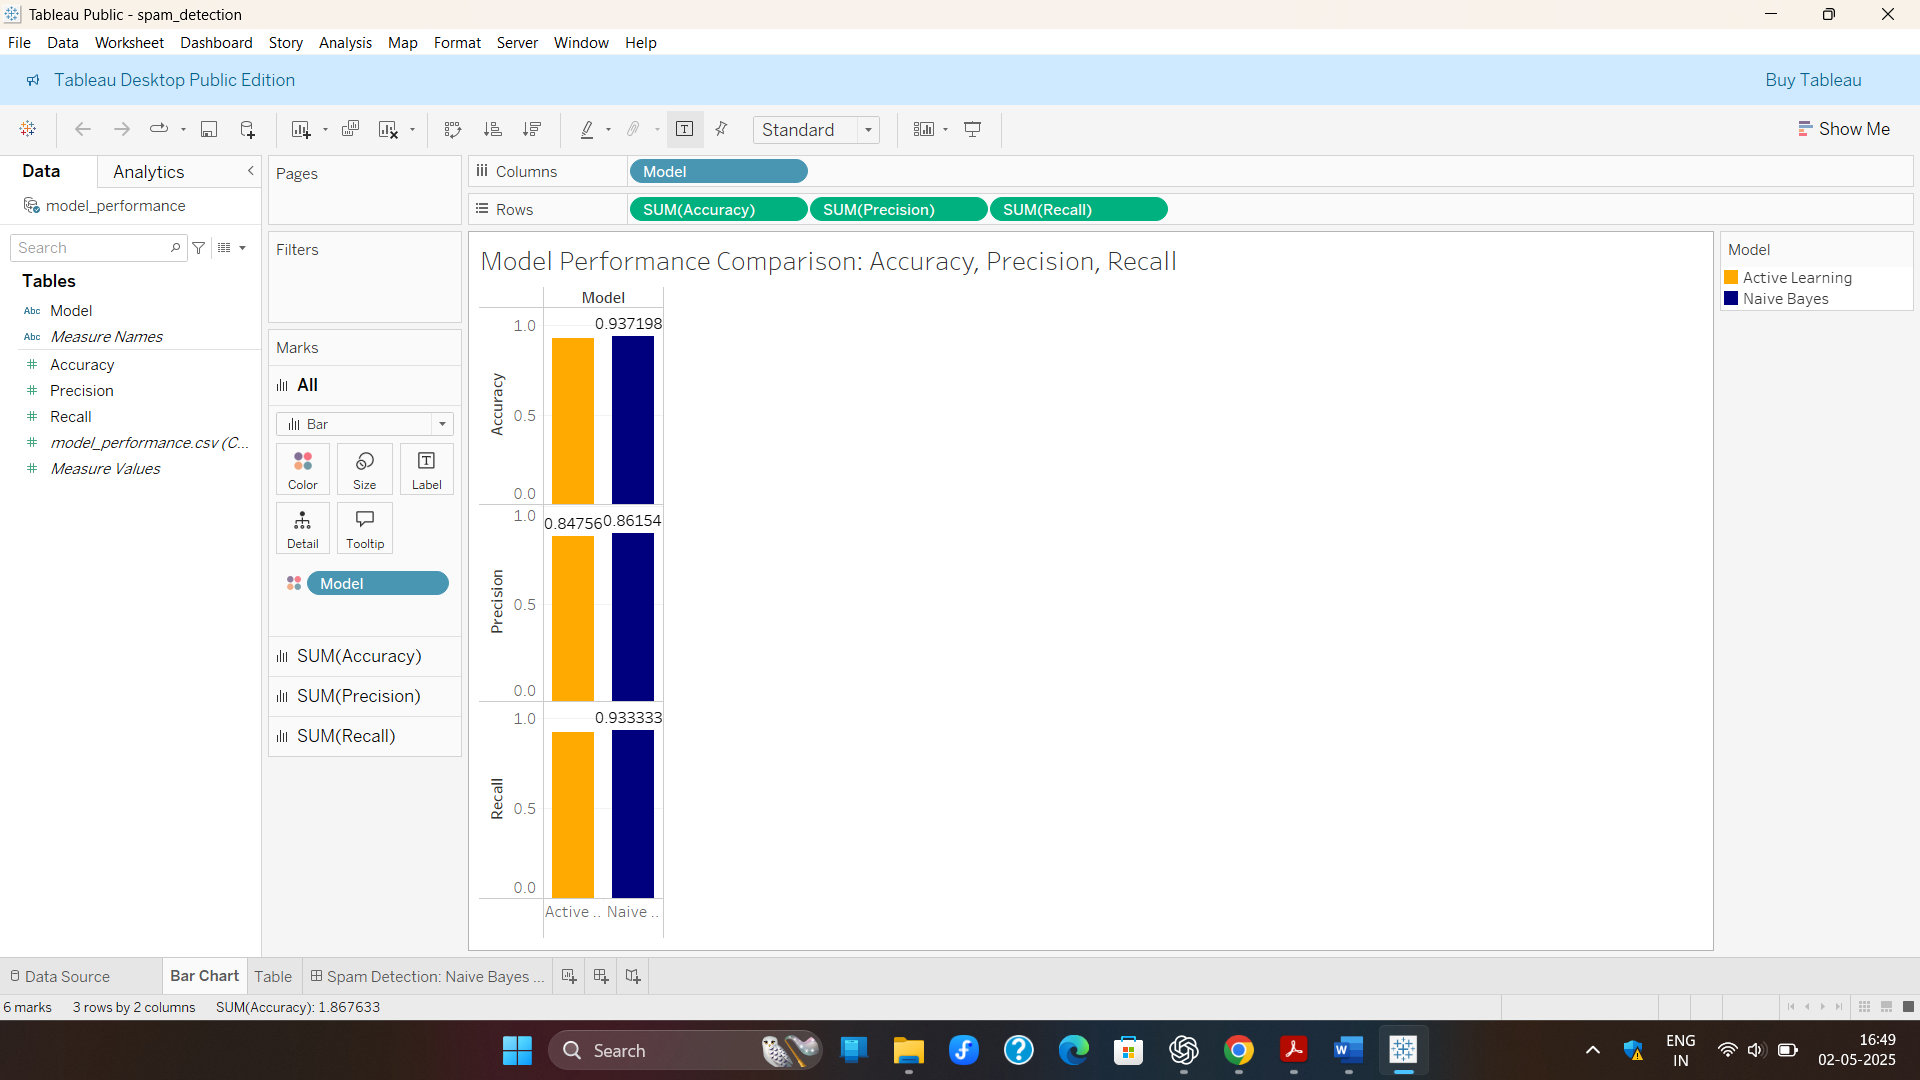 Tableau Public - spam_detection
File Data Worksheet Dashboard Story Analysis Map Format Server Window Help
Tableau Desktop Public Edition
Buy Tableau
Standard
Show Me
Data
Analytics
model_performance
Search
Tables
Abc Model
Abc Measure Names
Accuracy
Precision
Recall
model_performance.csv (C...
Measure Values
Pages
Filters
Marks
All
Bar
Color
Size
Label
Detail
Tooltip
Model
SUM(Accuracy)
SUM(Precision)
SUM(Recall)
Columns
Model
Rows
SUM(Accuracy) SUM(Precision) SUM(Recall)
Model Performance Comparison: Accuracy, Precision, Recall
Model
Accuracy
1.0
0.5
0.0
0.937198
Precision
1.0
0.5
0.0
0.84756
0.86154
Recall
1.0
0.5
0.0
0.933333
Active .. Naive ..
Model
Active Learning
Naive Bayes
Data Source
Bar Chart
Table
Spam Detection: Naive Bayes ...
6 marks 3 rows by 2 columns SUM(Accuracy): 1.867633
Search
ENG
IN
16:49
02-05-2025